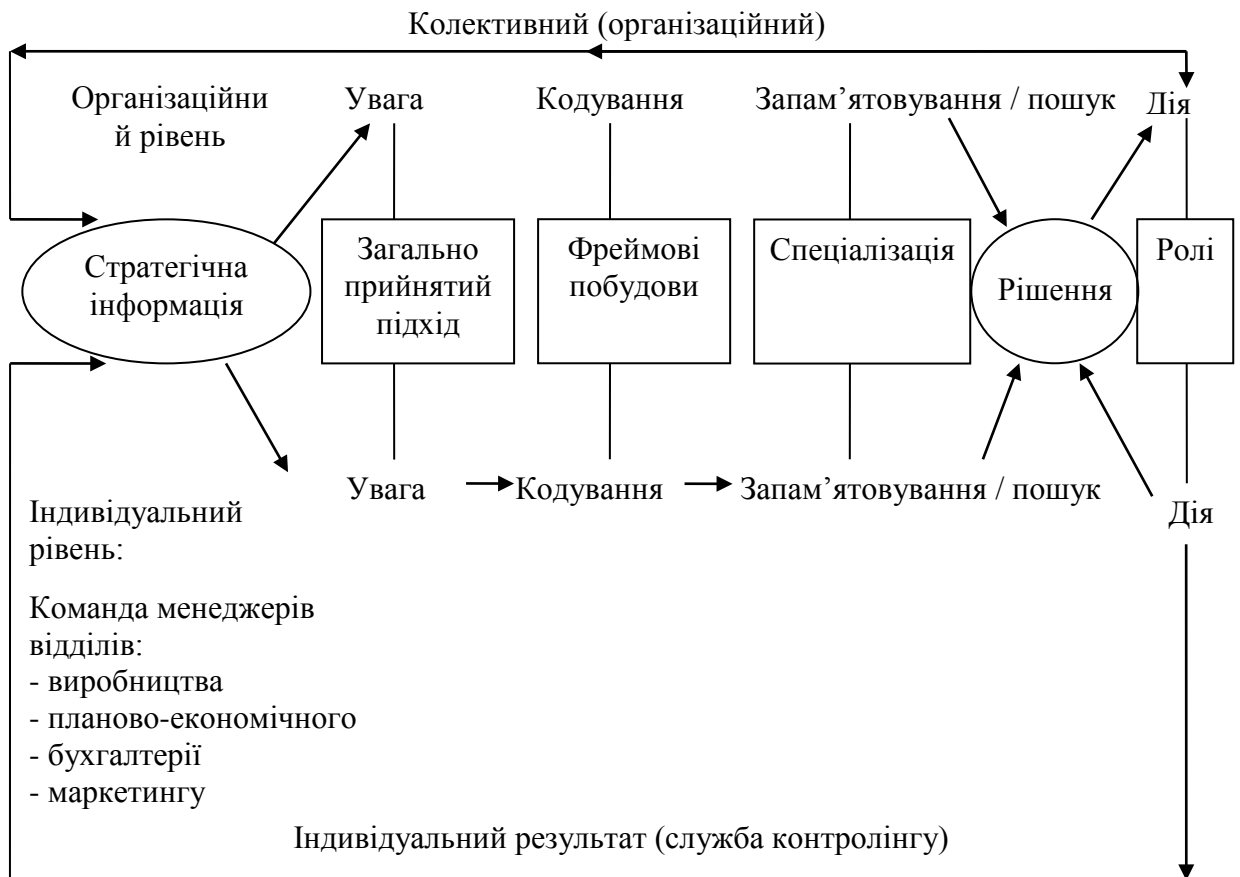 Колективний (організаційний)
Організаційни
й рівень
Увага
Кодування
Запам’ятовування / пошук
Дія
Стратегічна
інформація
Загально
прийнятий
підхід
Фреймові
побудови
Спеціалізація
Рішення
Ролі
Увага
Кодування
Запам’ятовування / пошук
Дія
Індивідуальний
рівень:
Команда менеджерів
відділів:
- виробництва
- планово-економічного
- бухгалтерії
- маркетингу
Індивідуальний результат (служба контролінгу)